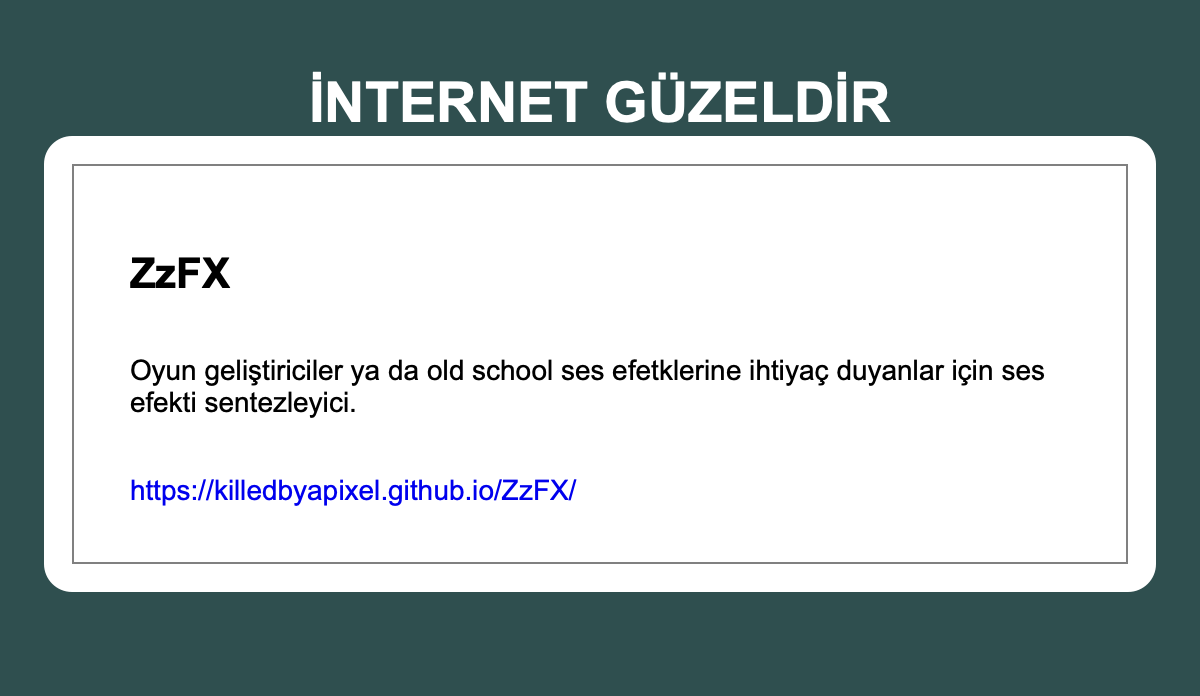 İNTERNET GÜZELDİR
ZzFX
Oyun geliştiriciler ya da old school ses efetklerine ihtiyaç duyanlar için ses
efekti sentezleyici.
https://killedbyapixel.github.io/ZzFX/